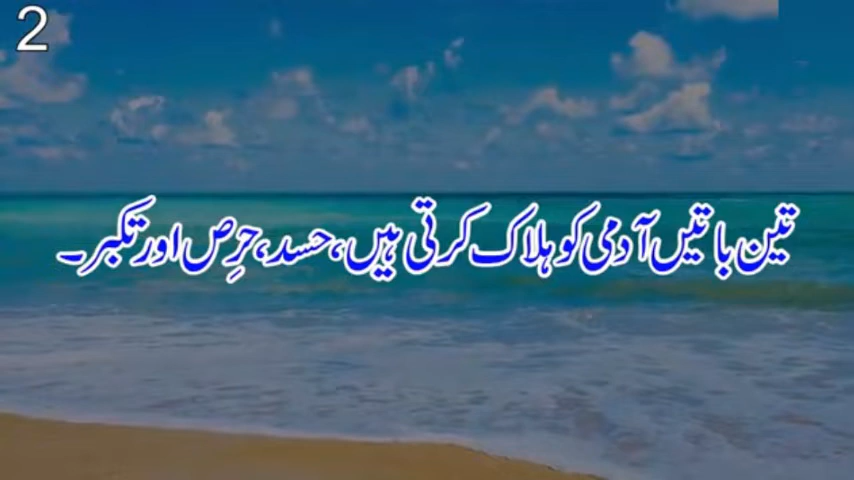 2
تین باتیں آدمی کو ہلاک کرتی ہیں، حسد، حرِص اور تکبر۔